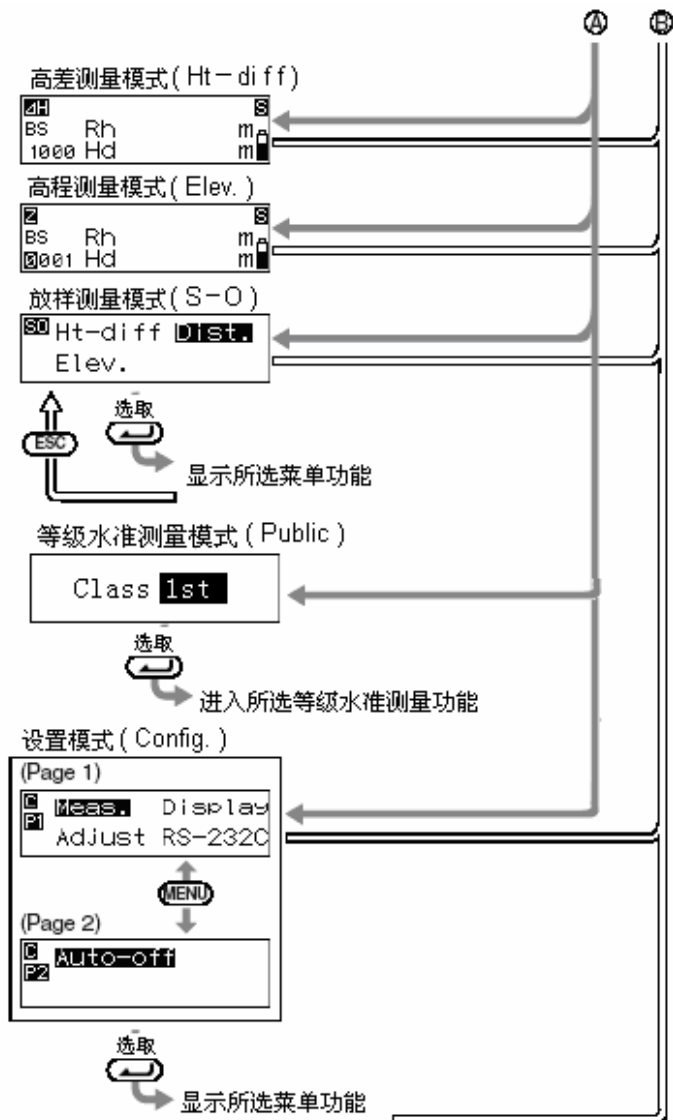 Ⓐ Ⓑ
高差测量模式(Ht-diff)
⊿H S
BS Rh m
1000 Hd m
高程测量模式(Elev.)
Z S
BS Rh m
0001 Hd m
放样测量模式(S-O)
SO Ht-diff Dist.
Elev.
ESC
选取
显示所选菜单功能
等级水准测量模式(Public)
Class 1st
选取
进入所选等级水准测量功能
设置模式(Config.)
(Page 1)
C Meas. Display
P1 Adjust RS-232C
MENU
(Page 2)
C Auto-off
P2
选取
显示所选菜单功能